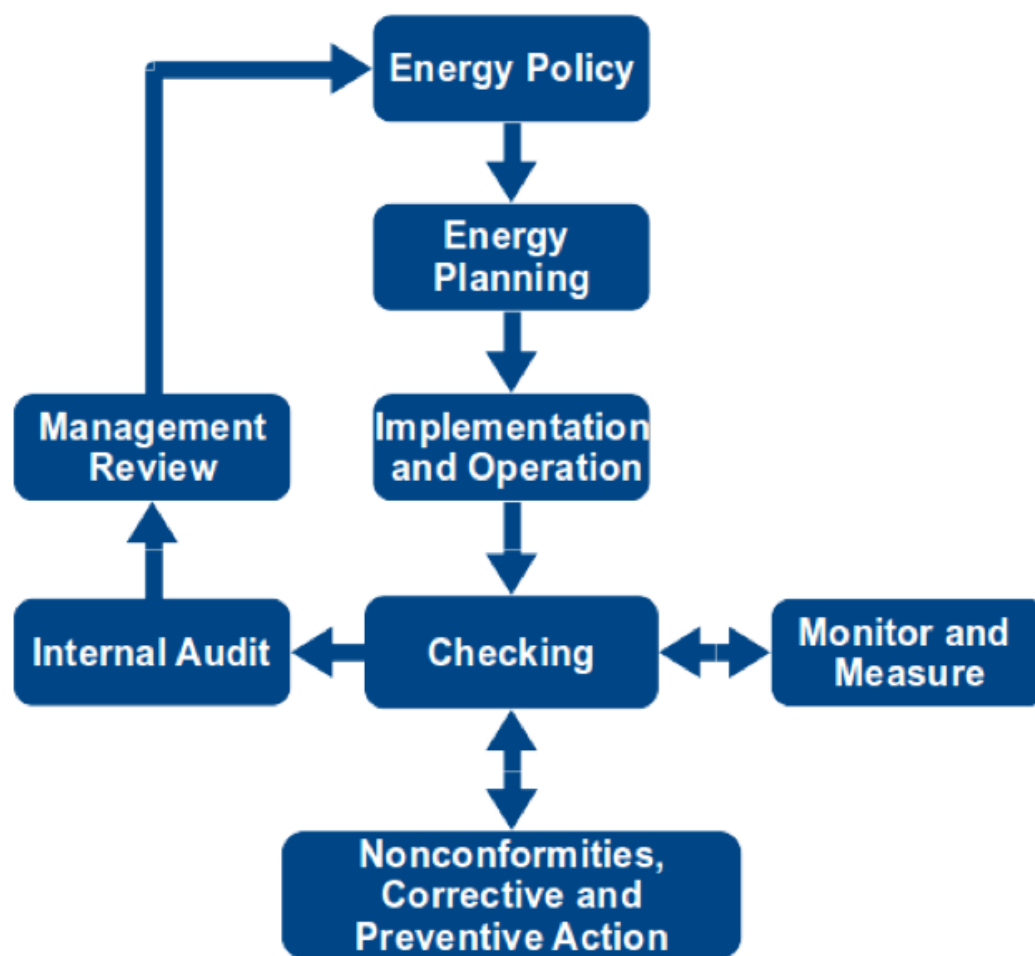 Energy Policy
Energy
Planning
Implementation
and Operation
Management
Review
Internal Audit
Checking
Monitor and
Measure
Nonconformities,
Corrective and
Preventive Action